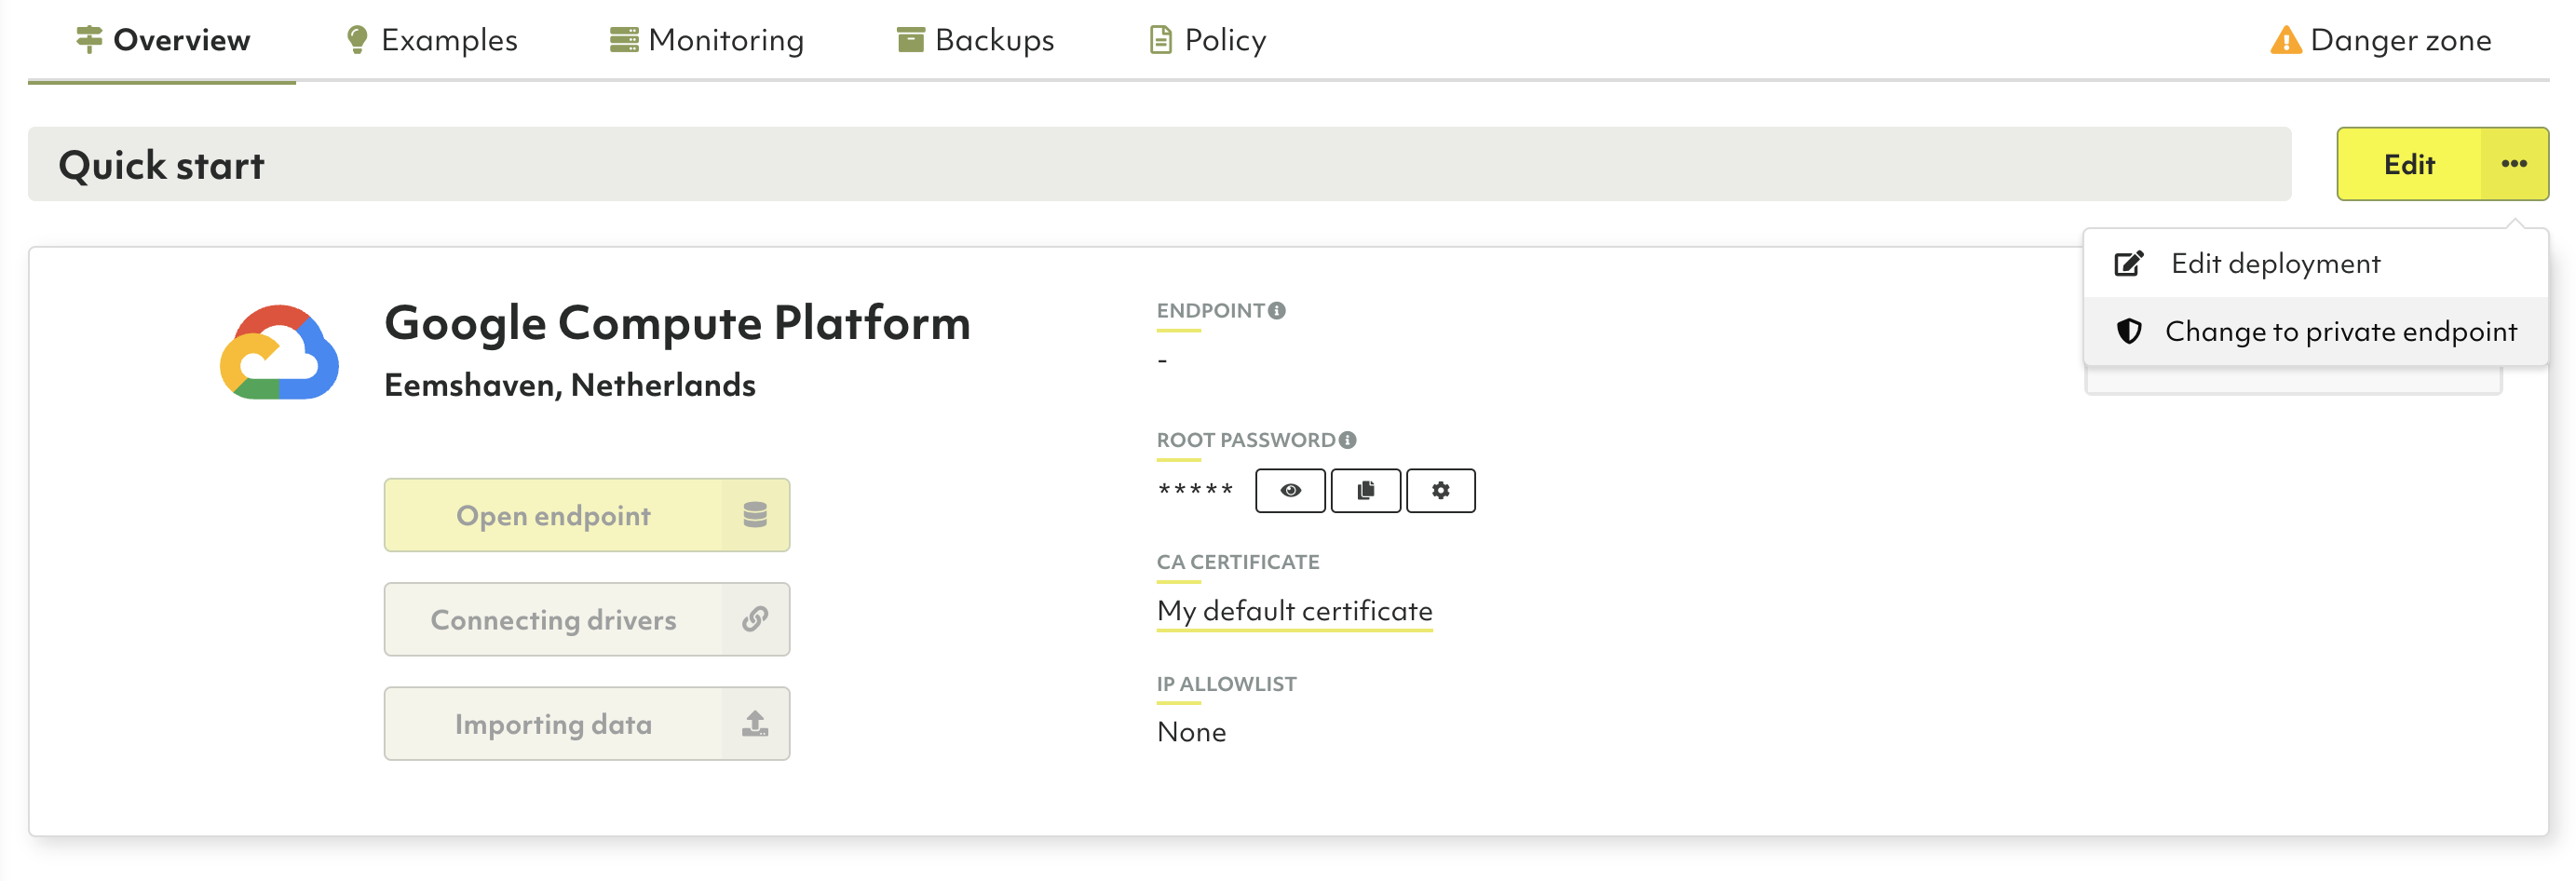 Overview
Examples
Monitoring
Backups
Policy
Danger zone
Quick start
Edit
Edit deployment
Change to private endpoint
Google Compute Platform
Eemshaven, Netherlands
Open endpoint
Connecting drivers
Importing data
ENDPOINT
-
ROOT PASSWORD
*****
CA CERTIFICATE
My default certificate
IP ALLOWLIST
None